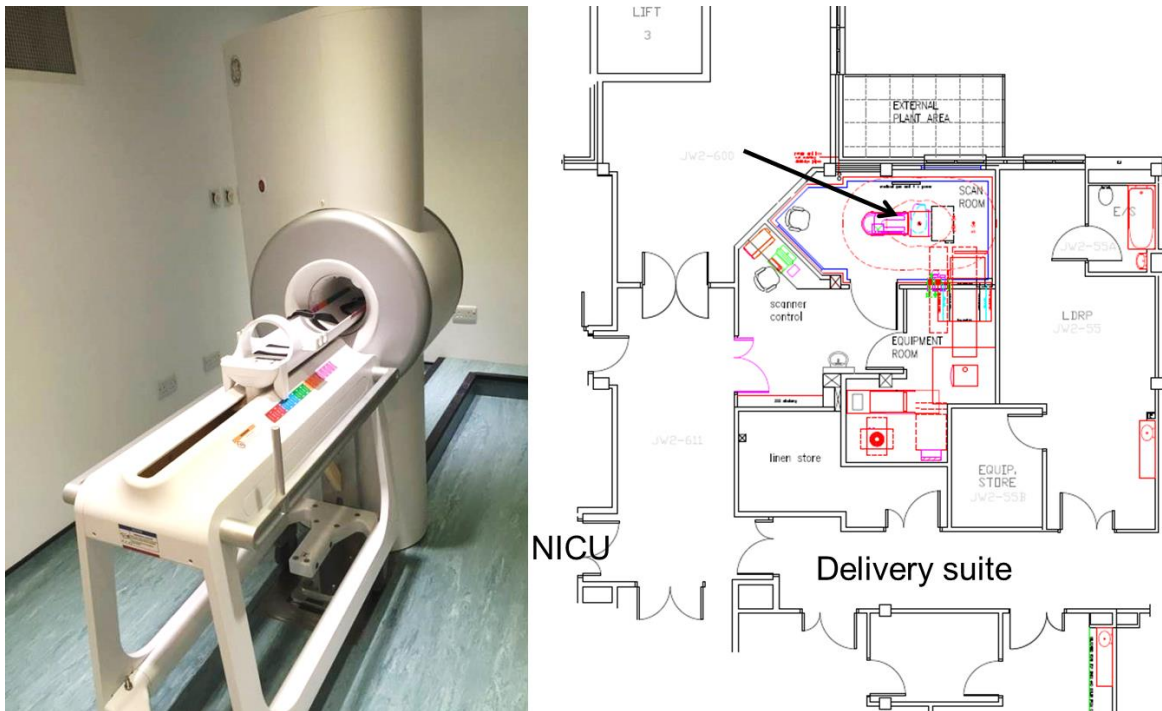 LIFT
3
EXTERNAL
PLANT AREA
JW2-600
SCAN
ROOM
E/S
JW2-55A
scanner
control
LDRP
JW2-55
EQUIPMENT
ROOM
JW2-611
linen store
EQUIP.
STORE
JW2-55B
NICU
Delivery suite